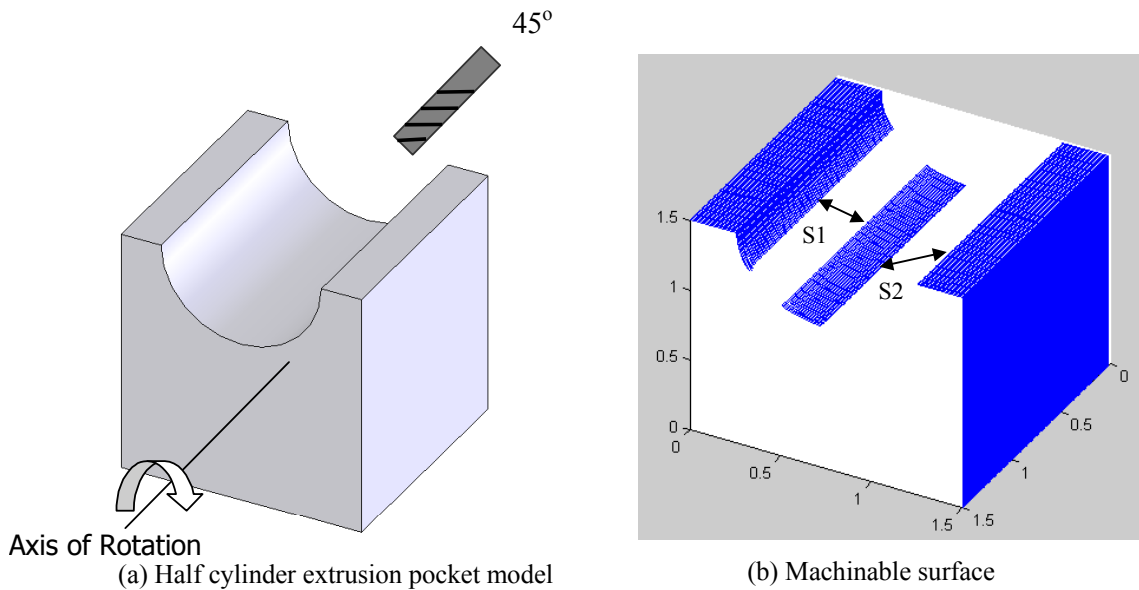 45º
Axis of Rotation
(a) Half cylinder extrusion pocket model
1.5
1
0.5
0
0
0.5
1
1.5
1.5
1
0.5
0
S1
S2
(b) Machinable surface